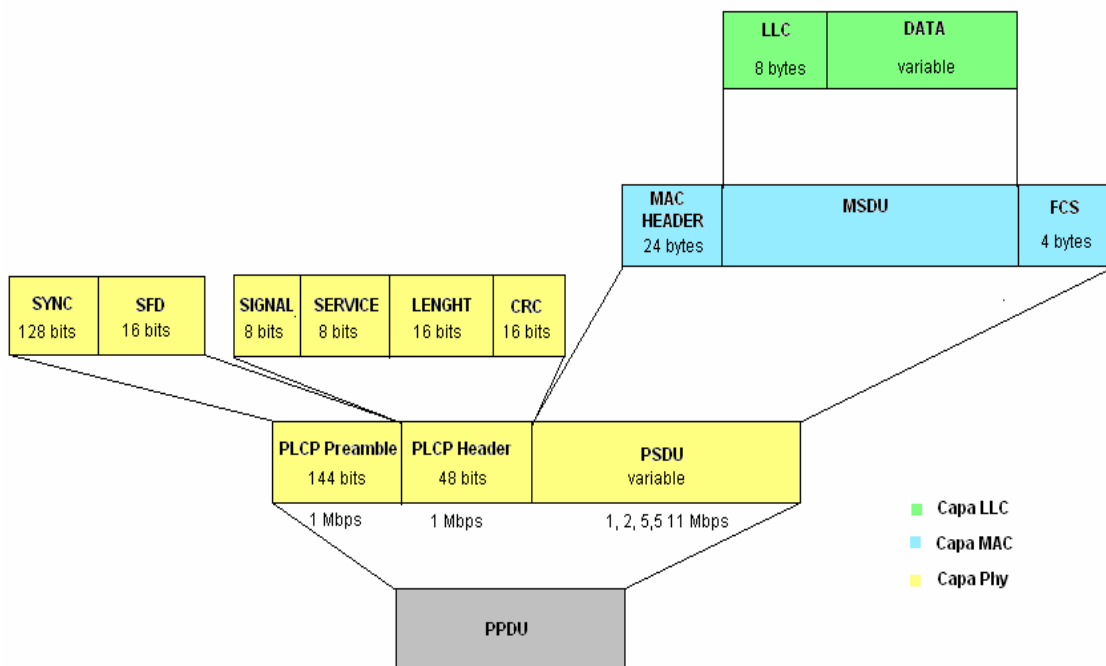 LLC
8 bytes
DATA
variable
MAC
HEADER
24 bytes
MSDU
FCS
4 bytes
SYNC
128 bits
SFD
16 bits
SIGNAL
8 bits
SERVICE
8 bits
LENGHT
16 bits
CRC
16 bits
PLCP Preamble
144 bits
PLCP Header
48 bits
PSDU
variable
1 Mbps
1 Mbps
1, 2, 5,5 11 Mbps
Capa LLC
Capa MAC
Capa Phy
PPDU